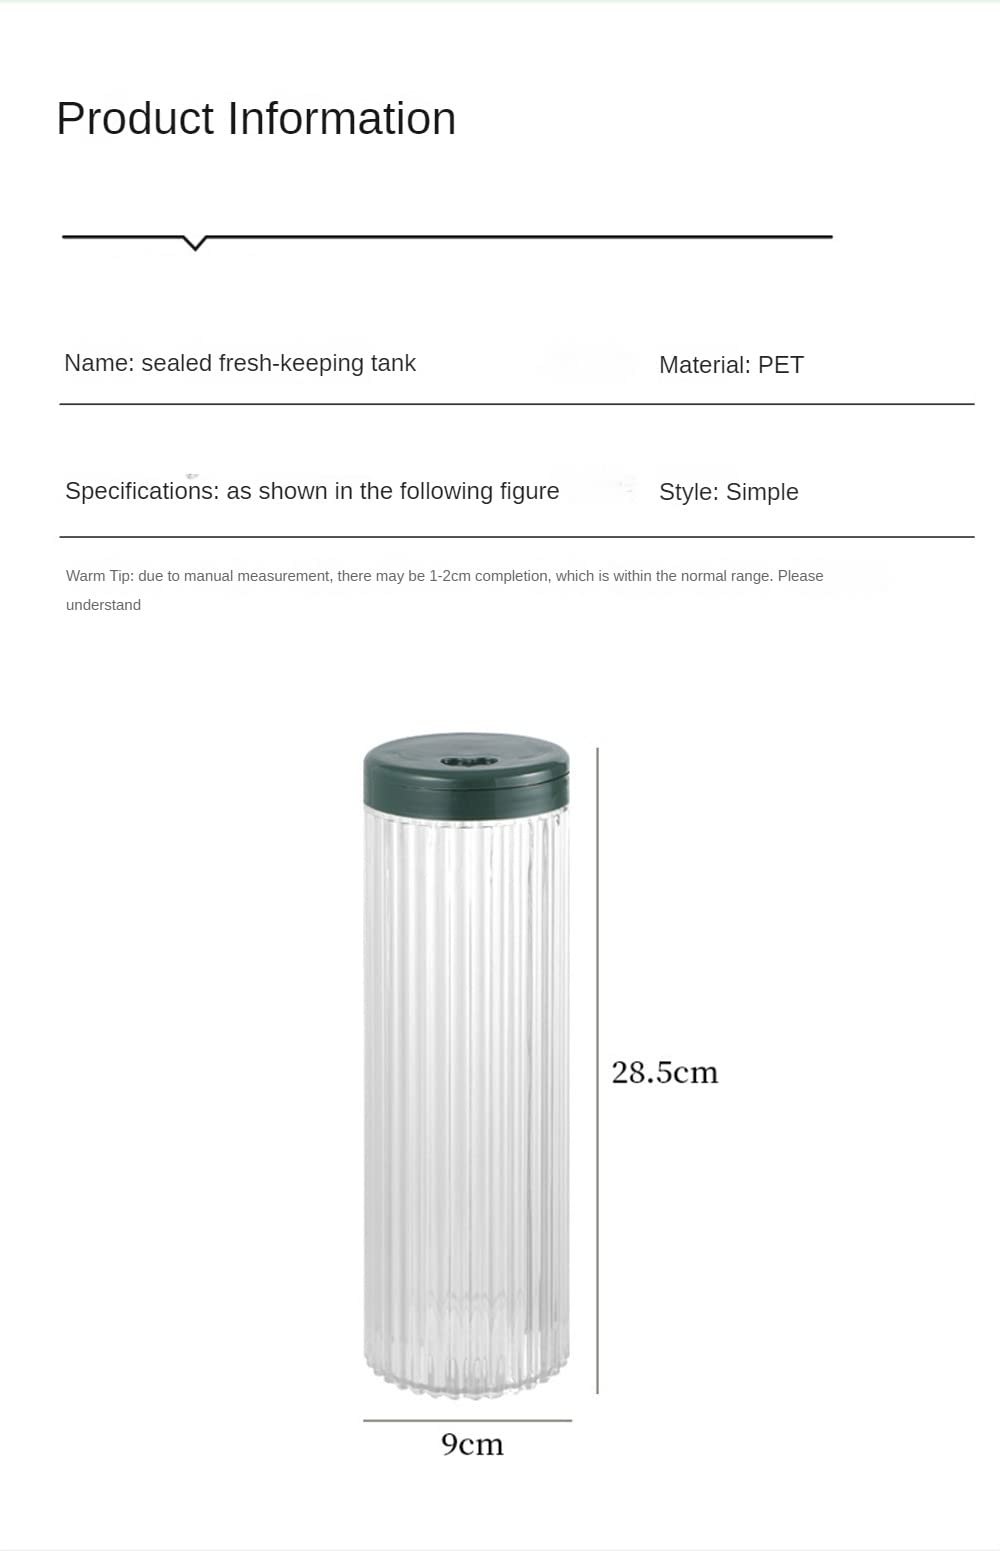 Product Information
Name: sealed fresh-keeping tank
Material: PET
Specifications: as shown in the following figure
Style: Simple
Warm Tip: due to manual measurement, there may be 1-2cm completion, which is within the normal range. Please
understand
28.5cm
9cm